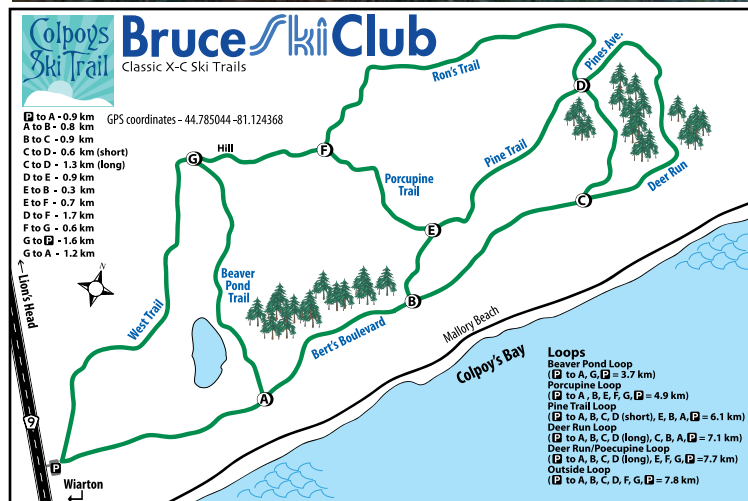 Colpoys
Ski Trail
Bruce Ski Club
Classic X-C Ski Trails
GPS coordinates - 44.785044 -81.124368
P to A - 0.9 km
A to B - 0.8 km
B to C - 0.9 km
C to D - 0.6 km (short)
C to D - 1.3 km (long)
D to E - 0.9 km
E to B - 0.3 km
E to F - 0.7 km
D to F - 1.7 km
F to G - 0.6 km
G to P - 1.6 km
G to A - 1.2 km
N
Lion's Head
9
P
Wiarton
West Trail
G
Hill
F
Beaver
Pond
Trail
A
Bert's Boulevard
B
Porcupine
Trail
E
Ron's Trail
Pine Trail
D
Pines Ave.
C
Deer Run
Mallory Beach
Colpoy's Bay
Loops
Beaver Pond Loop
(P to A, G, P = 3.7 km)
Porcupine Loop
(P to A, B, E, F, G, P = 4.9 km)
Pine Trail Loop
(P to A, B, C, D (short), E, B, A, P = 6.1 km)
Deer Run Loop
(P to A, B, C, D (long), C, B, A, P = 7.1 km)
Deer Run/Poecupine Loop
(P to A, B, C, D (long), E, F, G, P =7.7 km)
Outside Loop
(P to A, B, C, D, F, G, P = 7.8 km)